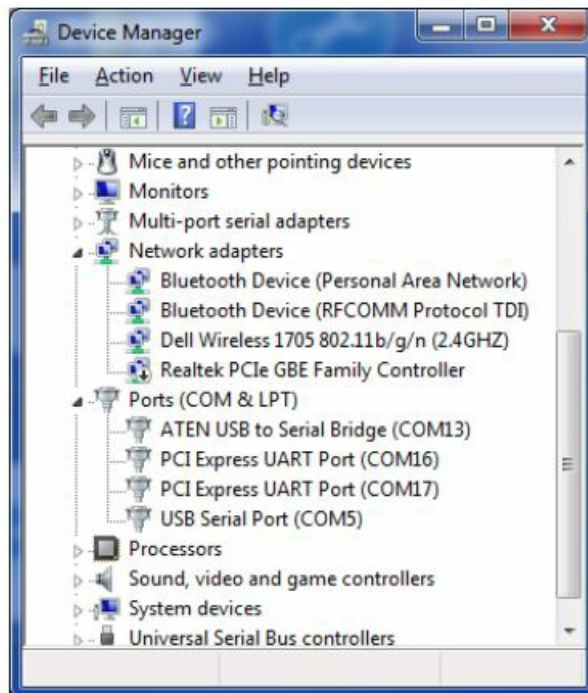 Device Manager
File Action View Help
Mice and other pointing devices
Monitors
Multi-port serial adapters
Network adapters
Bluetooth Device (Personal Area Network)
Bluetooth Device (RFCOMM Protocol TDI)
Dell Wireless 1705 802.11b/g/n (2.4GHZ)
Realtek PCIe GBE Family Controller
Ports (COM & LPT)
ATEN USB to Serial Bridge (COM13)
PCI Express UART Port (COM16)
PCI Express UART Port (COM17)
USB Serial Port (COM5)
Processors
Sound, video and game controllers
System devices
Universal Serial Bus controllers